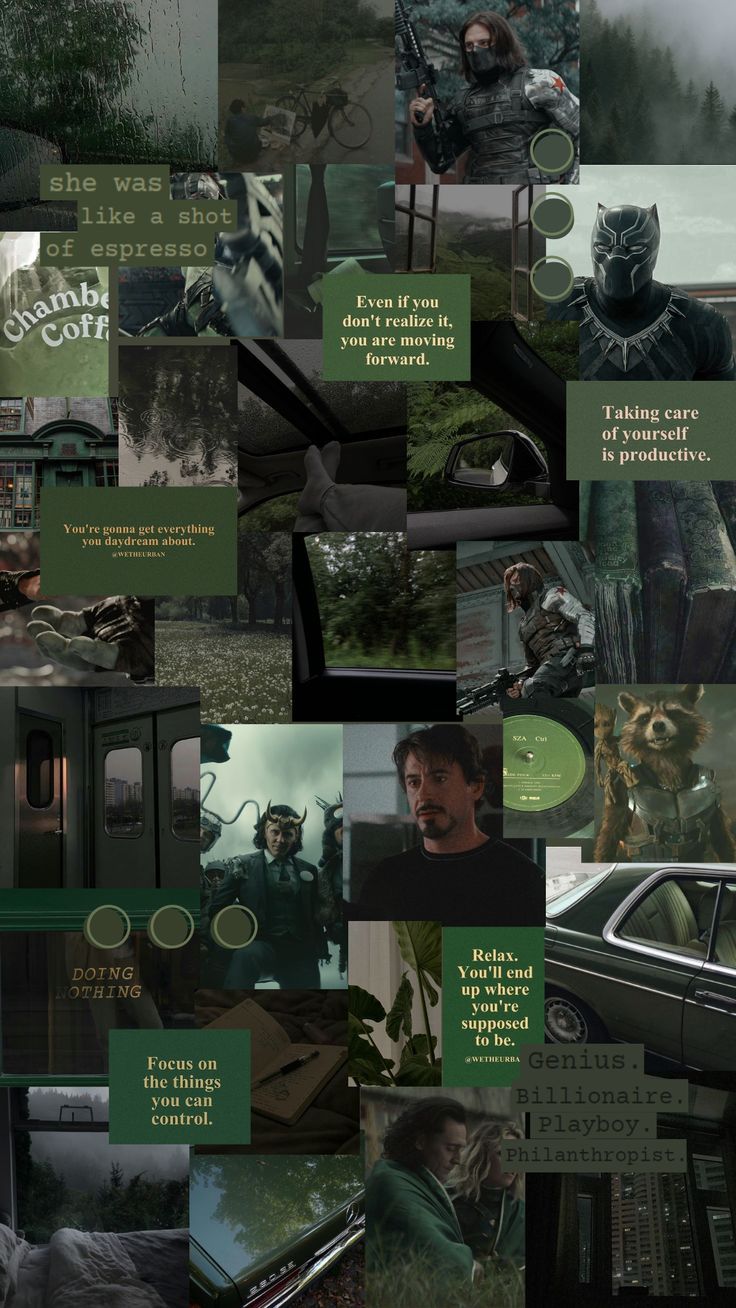 she was
like a shot
of espresso
Even if you
don't realize it,
you are moving
forward.
Taking care
of yourself
is productive.
You're gonna get everything
you daydream about.
@WETHEURBAN
SZA Ctrl
DOING
NOTHING
Relax.
You'll end
up where
you're
supposed
to be.
Focus on
the things
you can
control.
Genius.
Billionaire.
Playboy.
Philanthropist.
280 SE